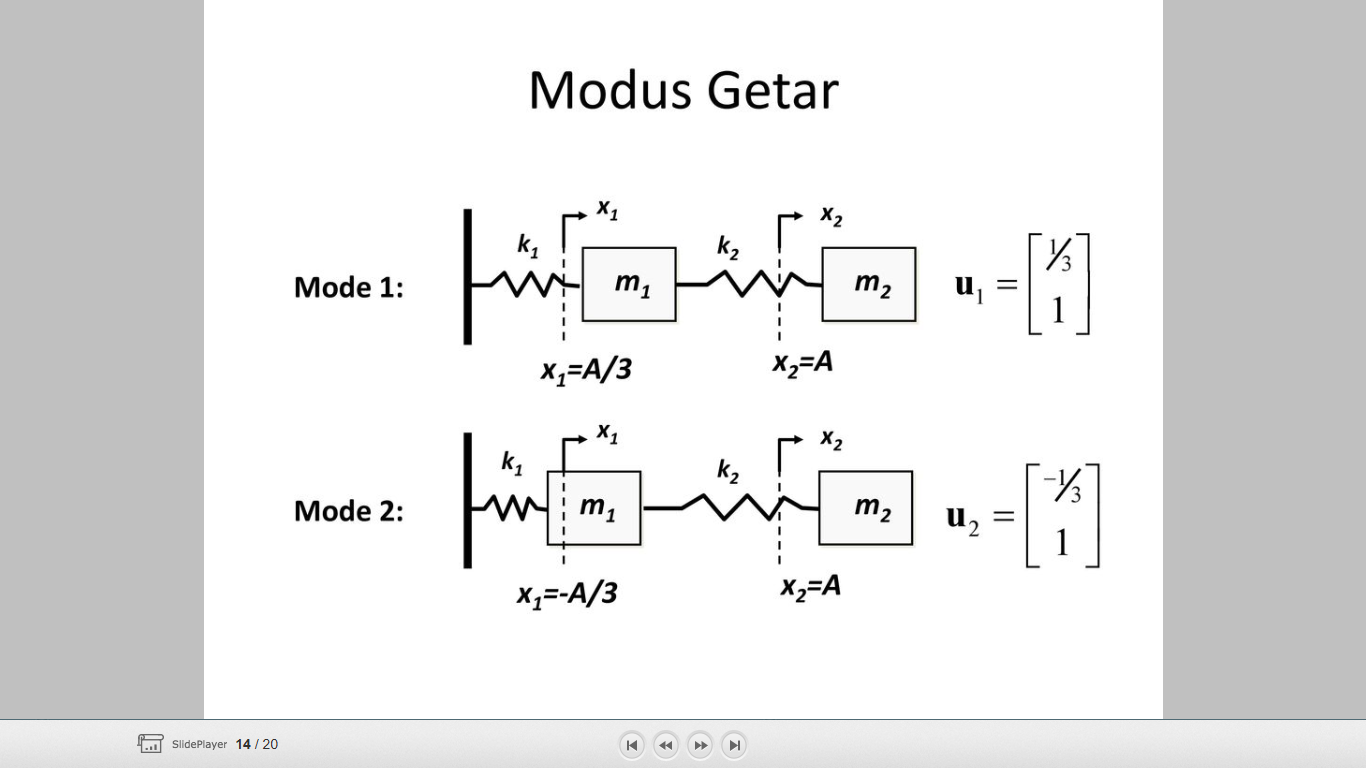 Modus Getar
x1
x2
k1
k2
Mode 1:
m1
m2
u1 = [1/3
1]
x1=A/3
x2=A
x1
x2
k1
k2
Mode 2:
m1
m2
u2 = [-1/3
1]
x1=-A/3
x2=A
SlidePlayer 14 / 20